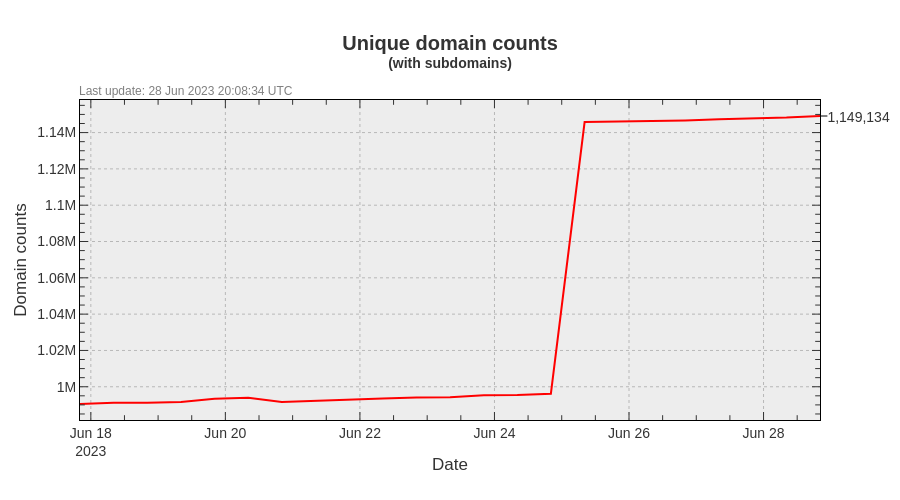 Unique domain counts
(with subdomains)
Last update: 28 Jun 2023 20:08:34 UTC
1,149,134
1.14M
1.12M
1.1M
1.08M
1.06M
1.04M
1.02M
1M
Domain counts
Jun 18 Jun 20 Jun 22 Jun 24 Jun 26 Jun 28
2023
Date